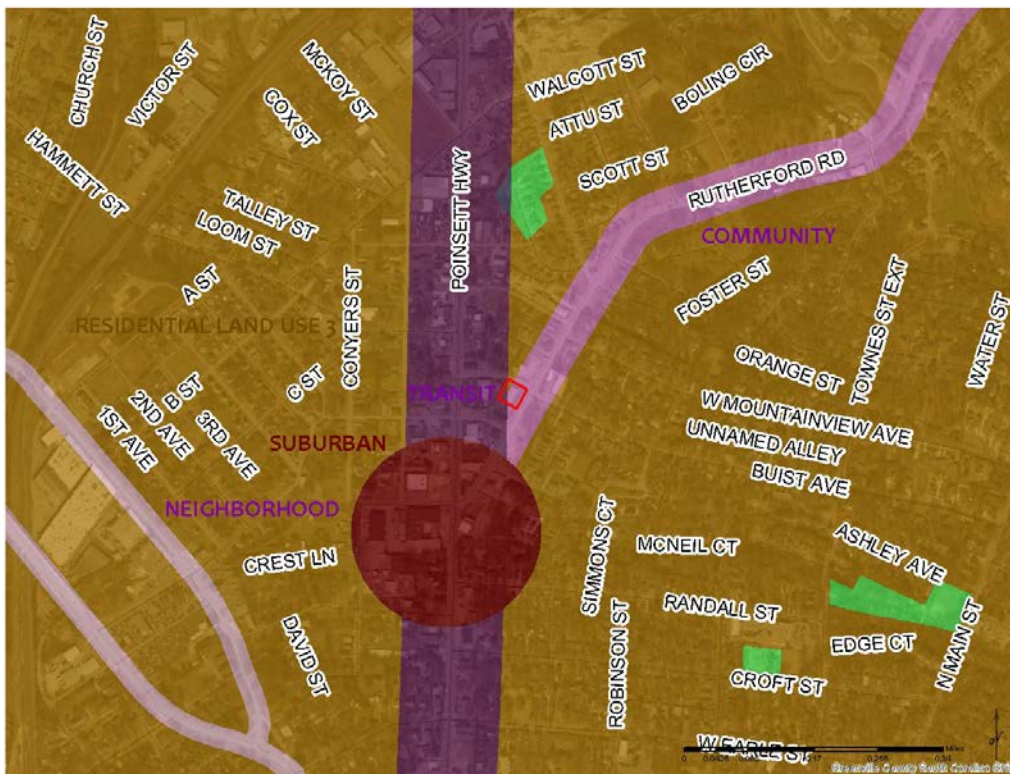 CHURCH ST
VICTOR ST
MCKOY ST
COX ST
HAMMETT ST
WALCOTT ST
ATTU ST
BOLING CIR
SCOTT ST
RUTHERFORD RD
POINSETT HWY
TALLEY ST
LOOM ST
COMMUNITY
A ST
CONYERS ST
FOSTER ST
TOWNES ST EXT
WATER ST
RESIDENTIAL LAND USE 3
ORANGE ST
B ST
C ST
TRANSIT
2ND AVE
1ST AVE
3RD AVE
W MOUNTAINVIEW AVE
UNNAMED ALLEY
SUBURBAN
BUIST AVE
NEIGHBORHOOD
SIMMONS CT
MCNEIL CT
ASHLEY AVE
CREST LN
RANDALL ST
EDGE CT
N MAIN ST
DAVID ST
ROBINSON ST
CROFT ST
W EARLE ST
Miles